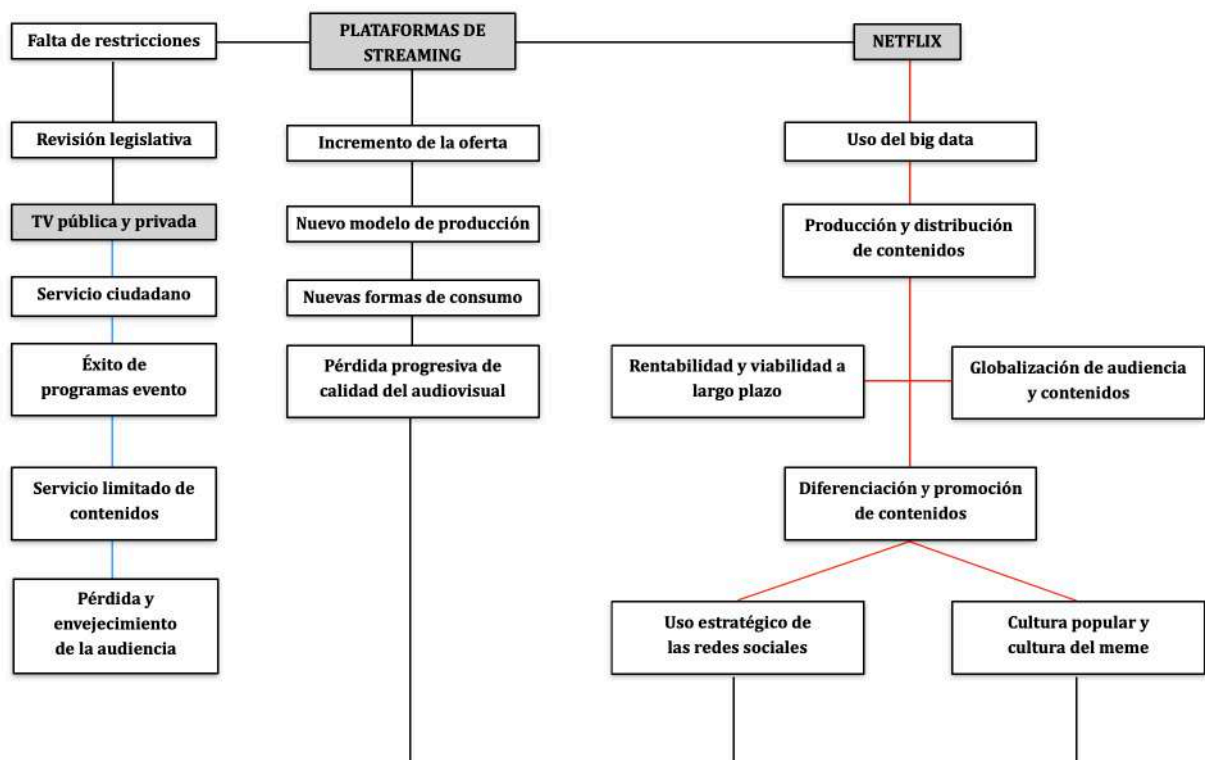 Falta de restricciones
PLATAFORMAS DE
STREAMING
NETFLIX
Revisión legislativa
Incremento de la oferta
Uso del big data
TV pública y privada
Nuevo modelo de producción
Producción y distribución
de contenidos
Servicio ciudadano
Nuevas formas de consumo
Éxito de
programas evento
Pérdida progresiva de
calidad del audiovisual
Rentabilidad y viabilidad a
largo plazo
Globalización de audiencia
y contenidos
Servicio limitado de
contenidos
Diferenciación y promoción
de contenidos
Pérdida y
envejecimiento
de la audiencia
Uso estratégico de
las redes sociales
Cultura popular y
cultura del meme